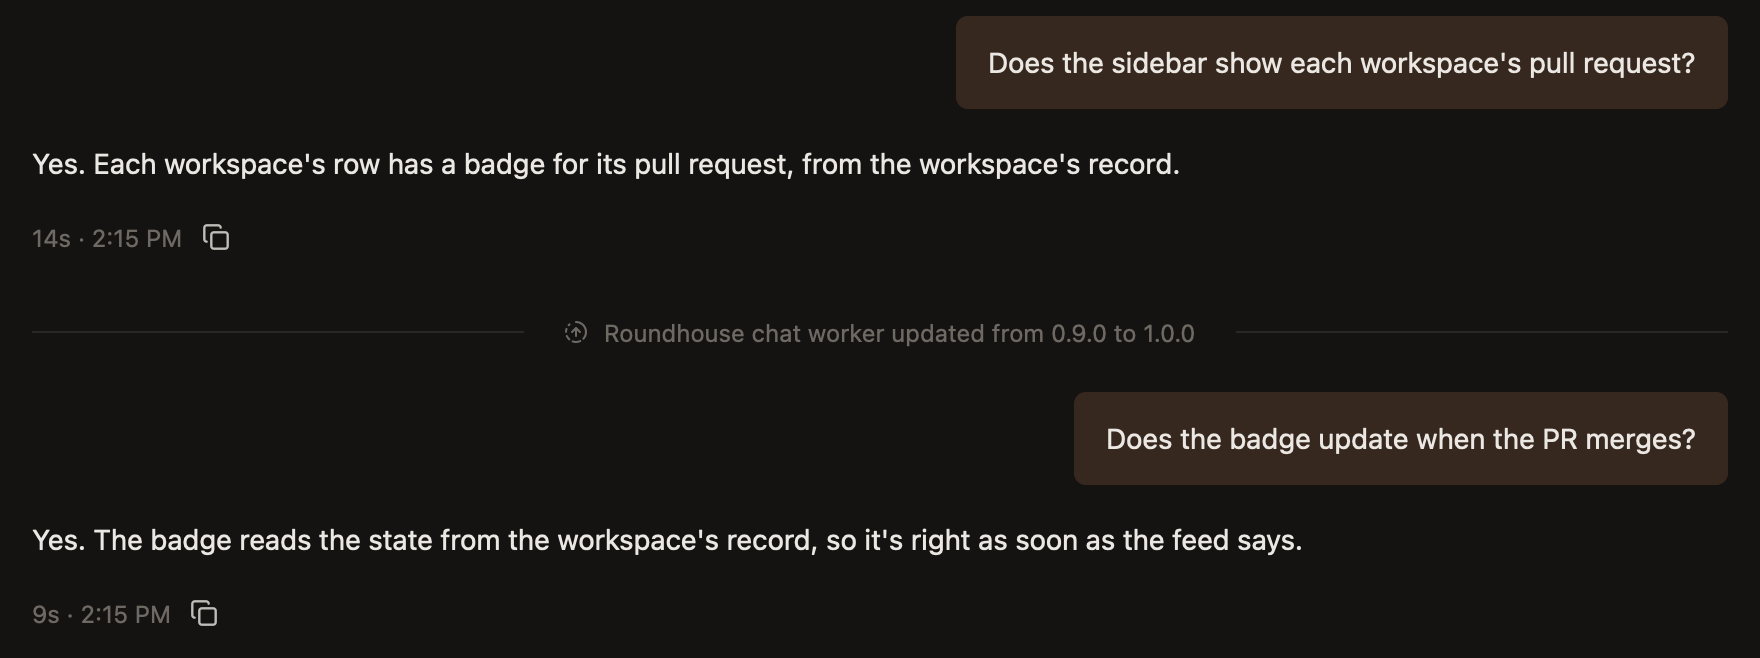 Does the sidebar show each workspace's pull request?
Yes. Each workspace's row has a badge for its pull request, from the workspace's record.
14s · 2:15 PM
Roundhouse chat worker updated from 0.9.0 to 1.0.0
Does the badge update when the PR merges?
Yes. The badge reads the state from the workspace's record, so it's right as soon as the feed says.
9s · 2:15 PM